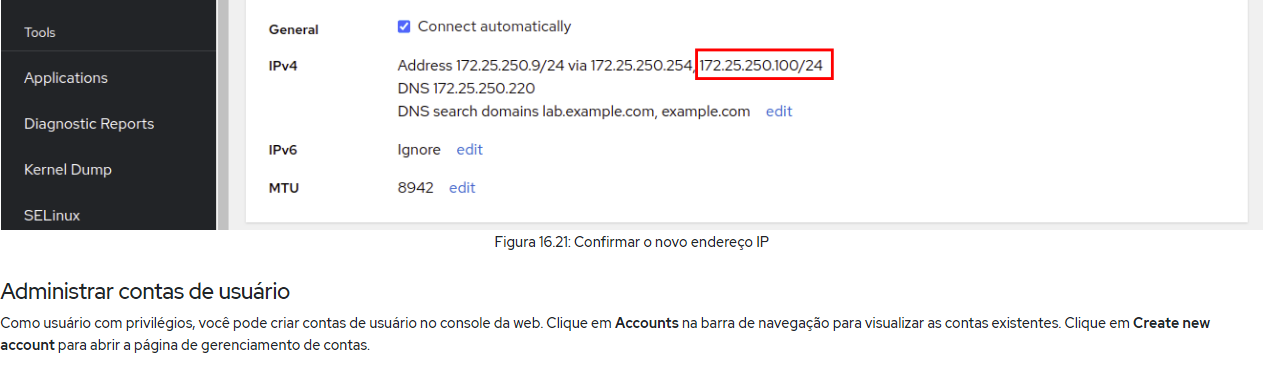 Tools
Applications
Diagnostic Reports
Kernel Dump
SELinux
General Connect automatically
IPv4 Address 172.25.250.9/24 via 172.25.250.254, 172.25.250.100/24
DNS 172.25.250.220
DNS search domains lab.example.com, example.com edit
IPv6 Ignore edit
MTU 8942 edit
Figura 16.21: Confirmar o novo endereço IP
Administrar contas de usuário
Como usuário com privilégios, você pode criar contas de usuário no console da web. Clique em Accounts na barra de navegação para visualizar as contas existentes. Clique em Create new
account para abrir a página de gerenciamento de contas.